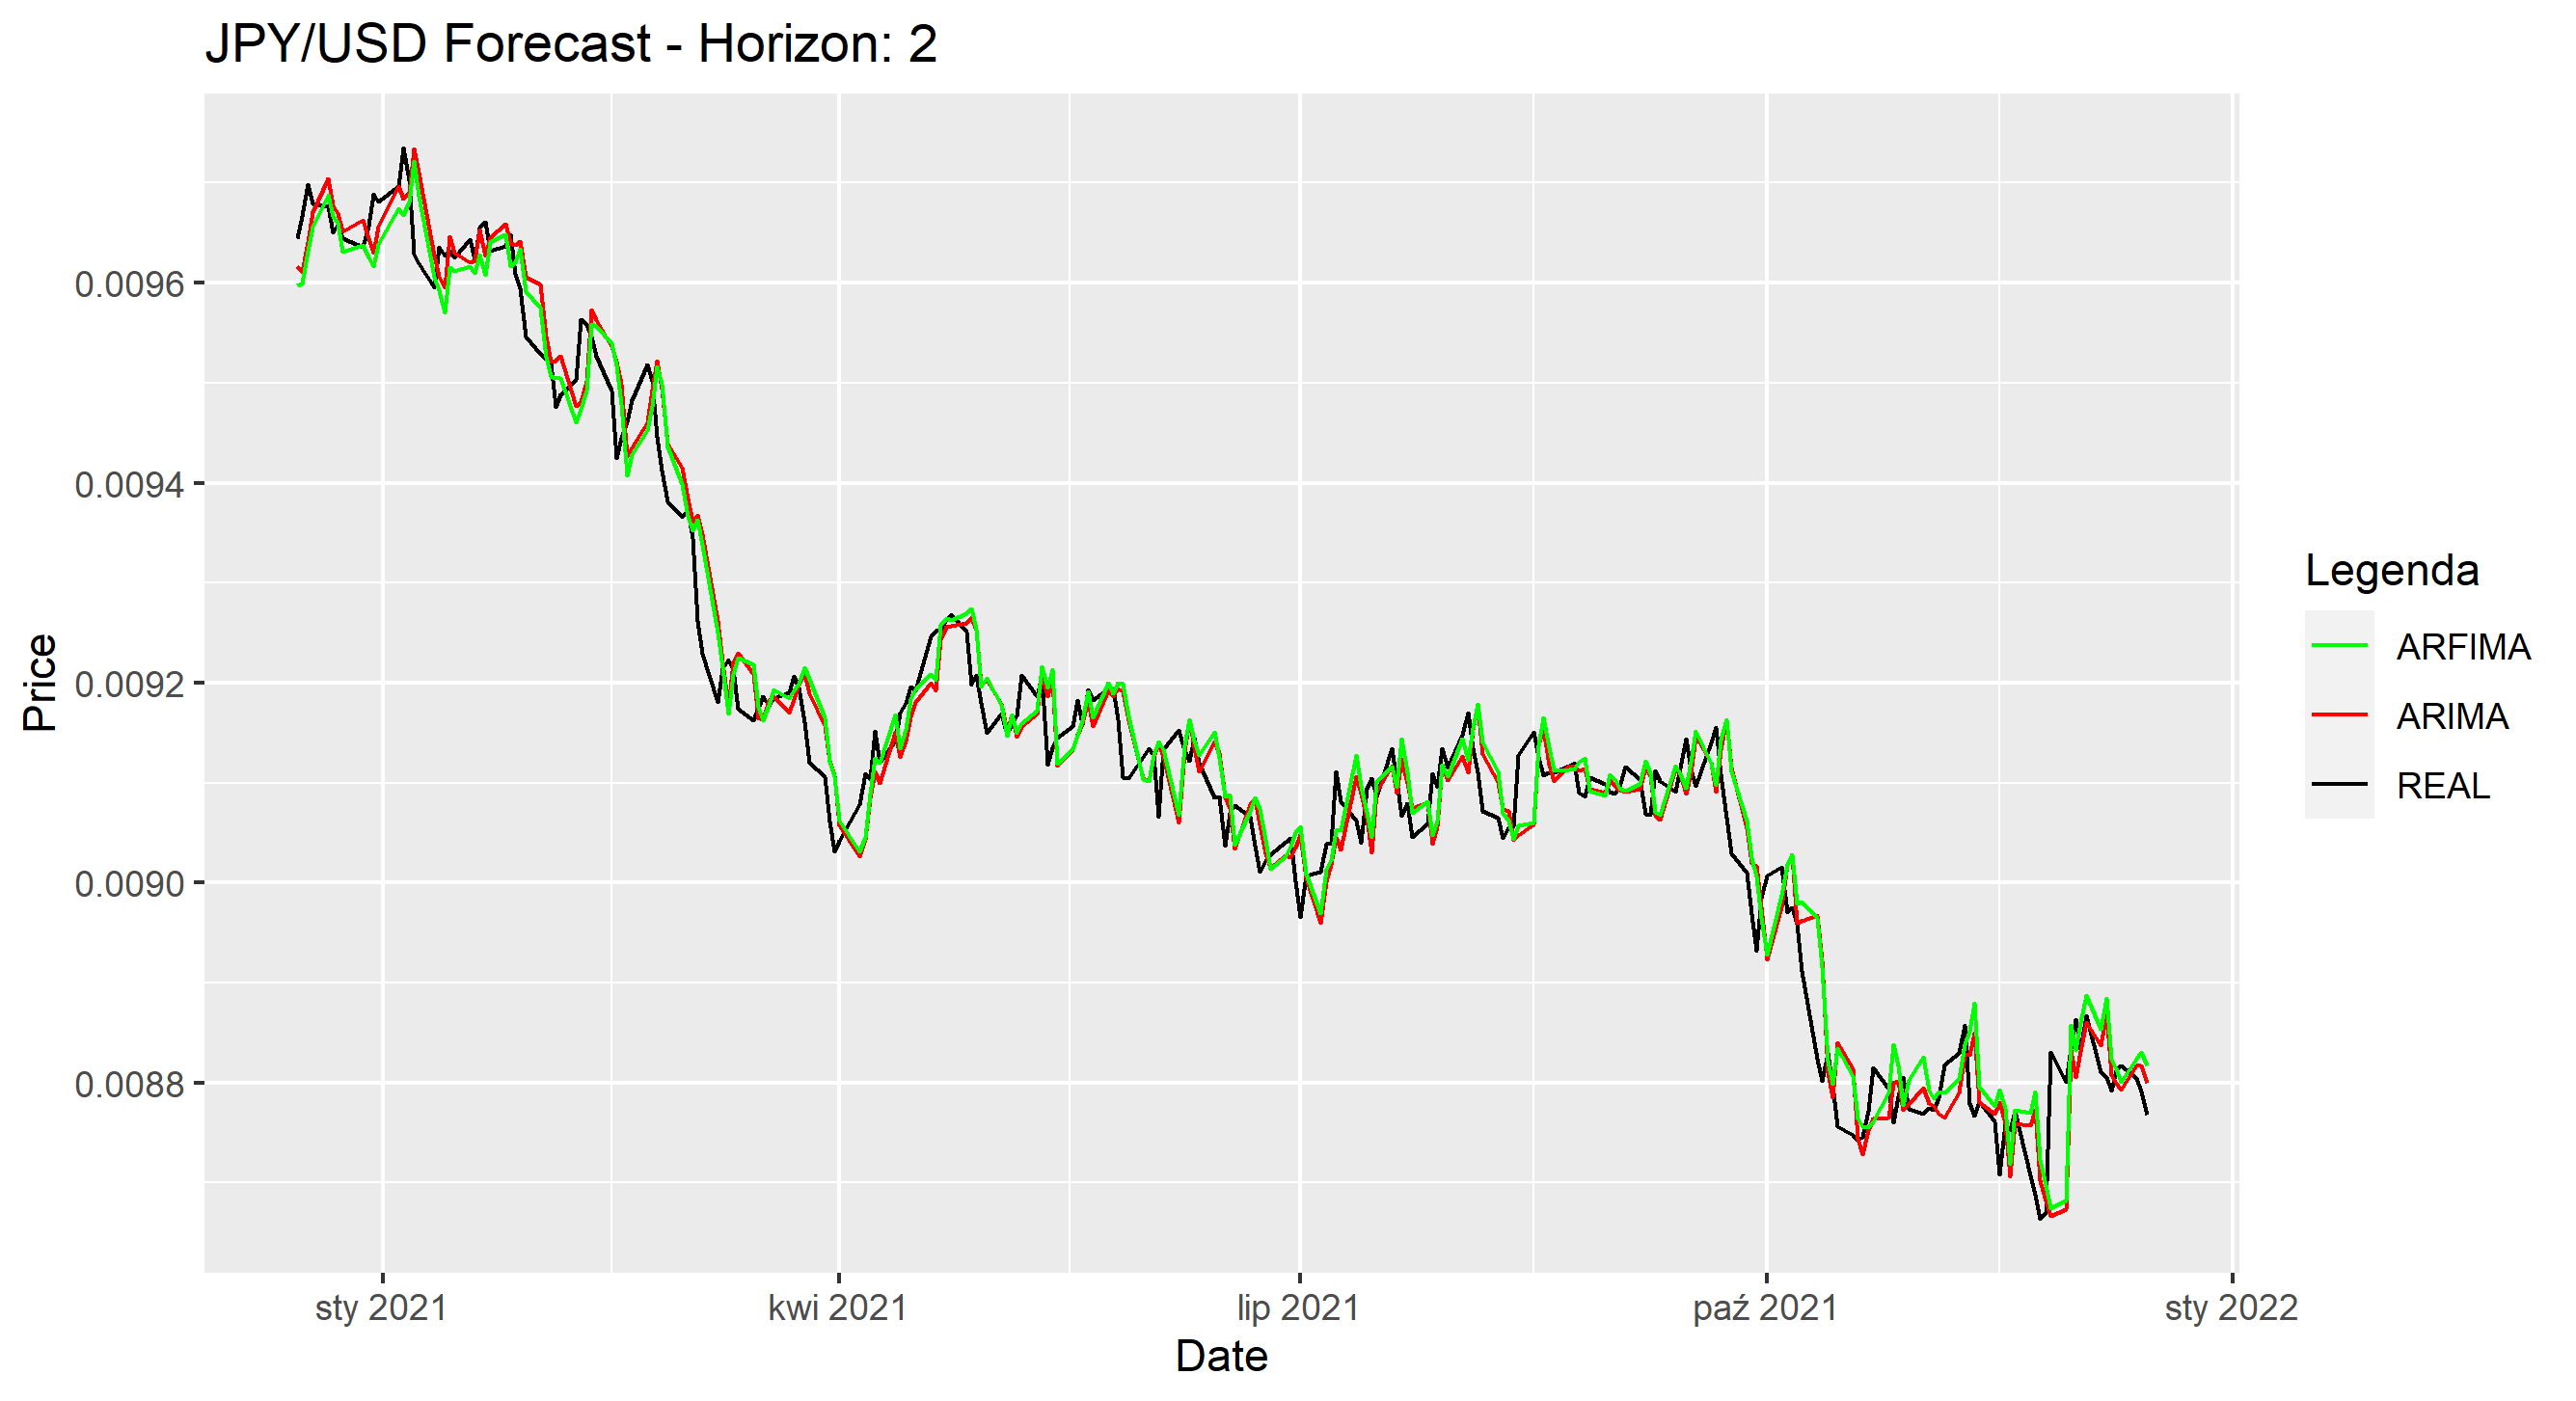 JPY/USD Forecast - Horizon: 2
Price
0.0096
0.0094
0.0092
0.0090
0.0088
sty 2021
kwi 2021
lip 2021
paź 2021
sty 2022
Date
Legenda
ARFIMA
ARIMA
REAL